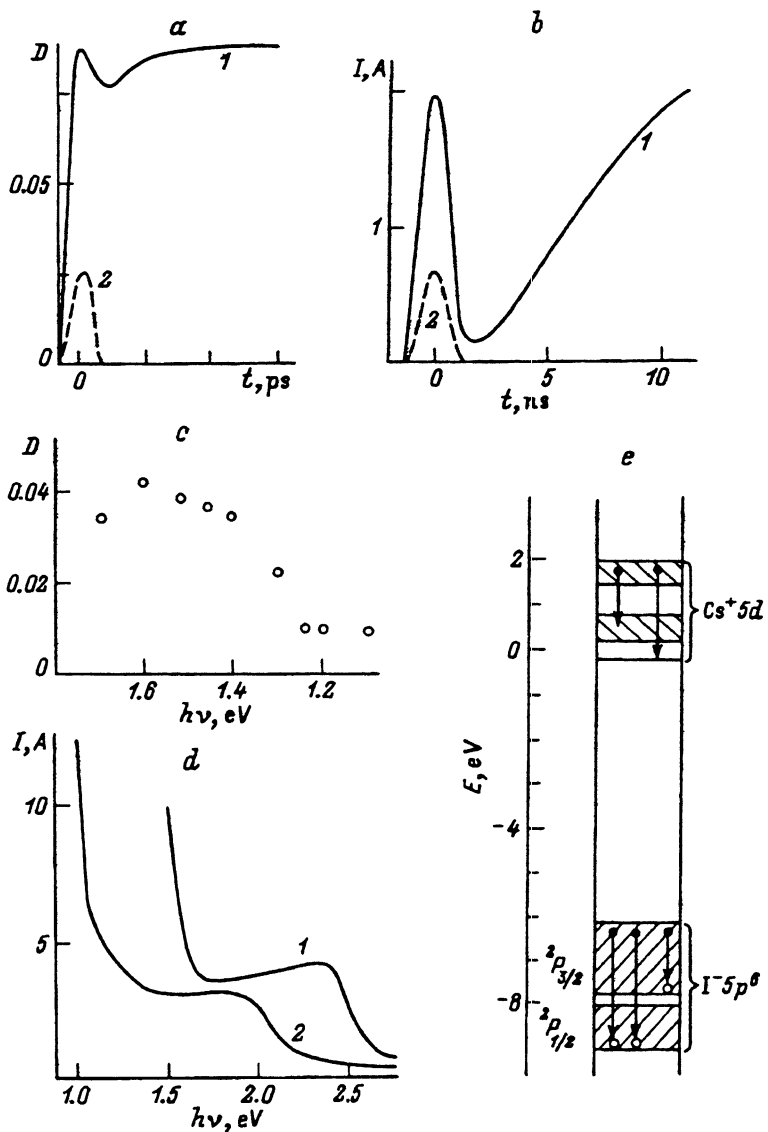 a
D
1
0.05
2
0
0
t, ps
b
I, A
1
1
2
0
5
10
t, ns
c
D
0.04
0.02
0
1.6
1.4
1.2
hν, eV
d
I, A
10
5
1
2
1.0
1.5
2.0
2.5
hν, eV
e
2
0
-4
-8
E, eV
Cs⁺5d
²P₃/₂
²P₁/₂
I⁻5p⁶